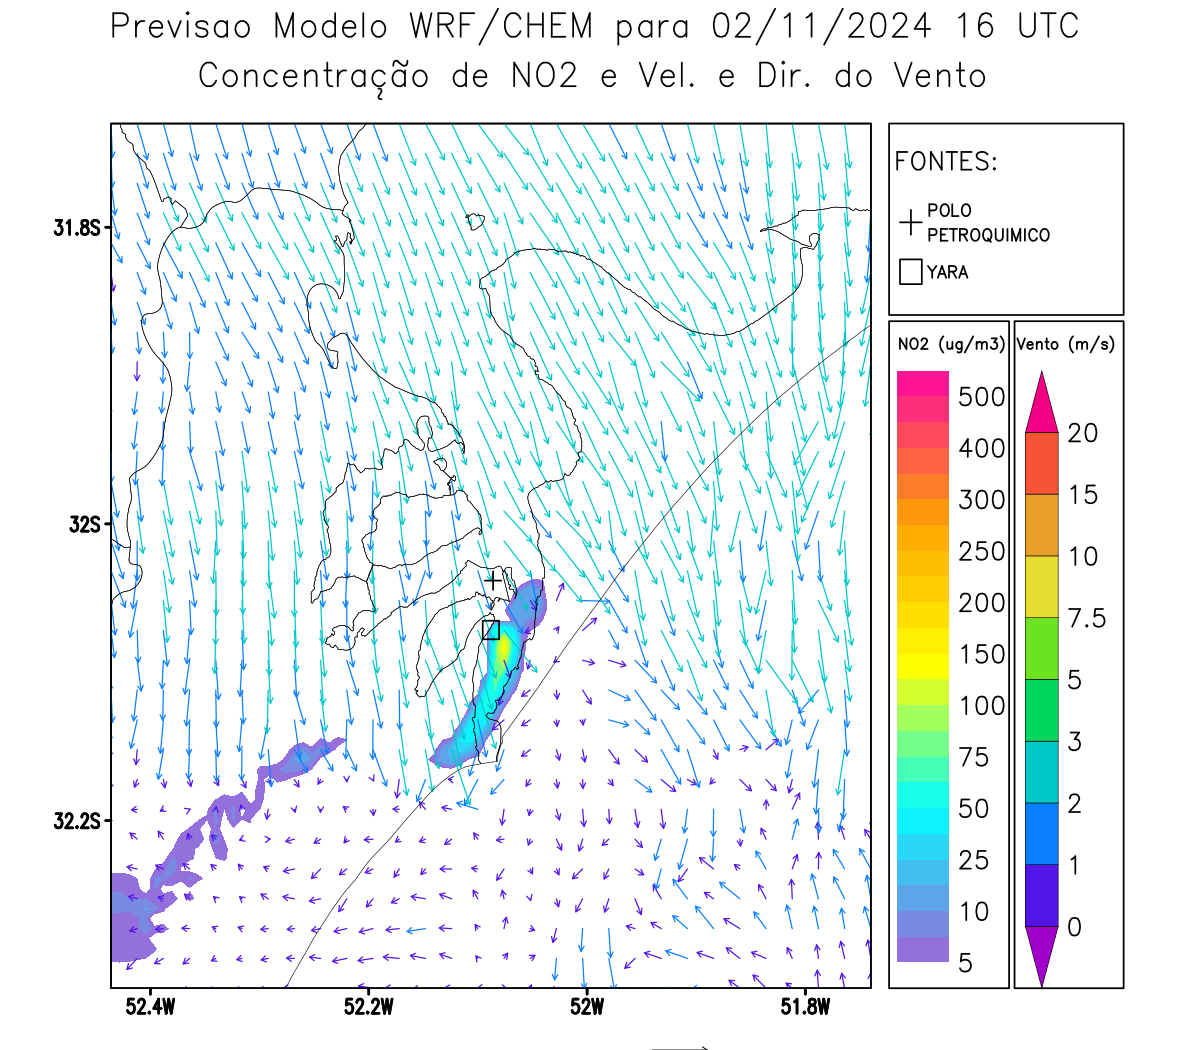 Previsao Modelo WRF/CHEM para 02/11/2024 16 UTC
Concentração de NO2 e Vel. e Dir. do Vento
FONTES:
POLO
PETROQUIMICO
YARA
NO2 (ug/m3)
500
400
300
250
200
150
100
75
50
25
10
5
Vento (m/s)
20
15
10
7.5
5
3
2
1
0
31.8S
32S
32.2S
52.4W
52.2W
52W
51.8W